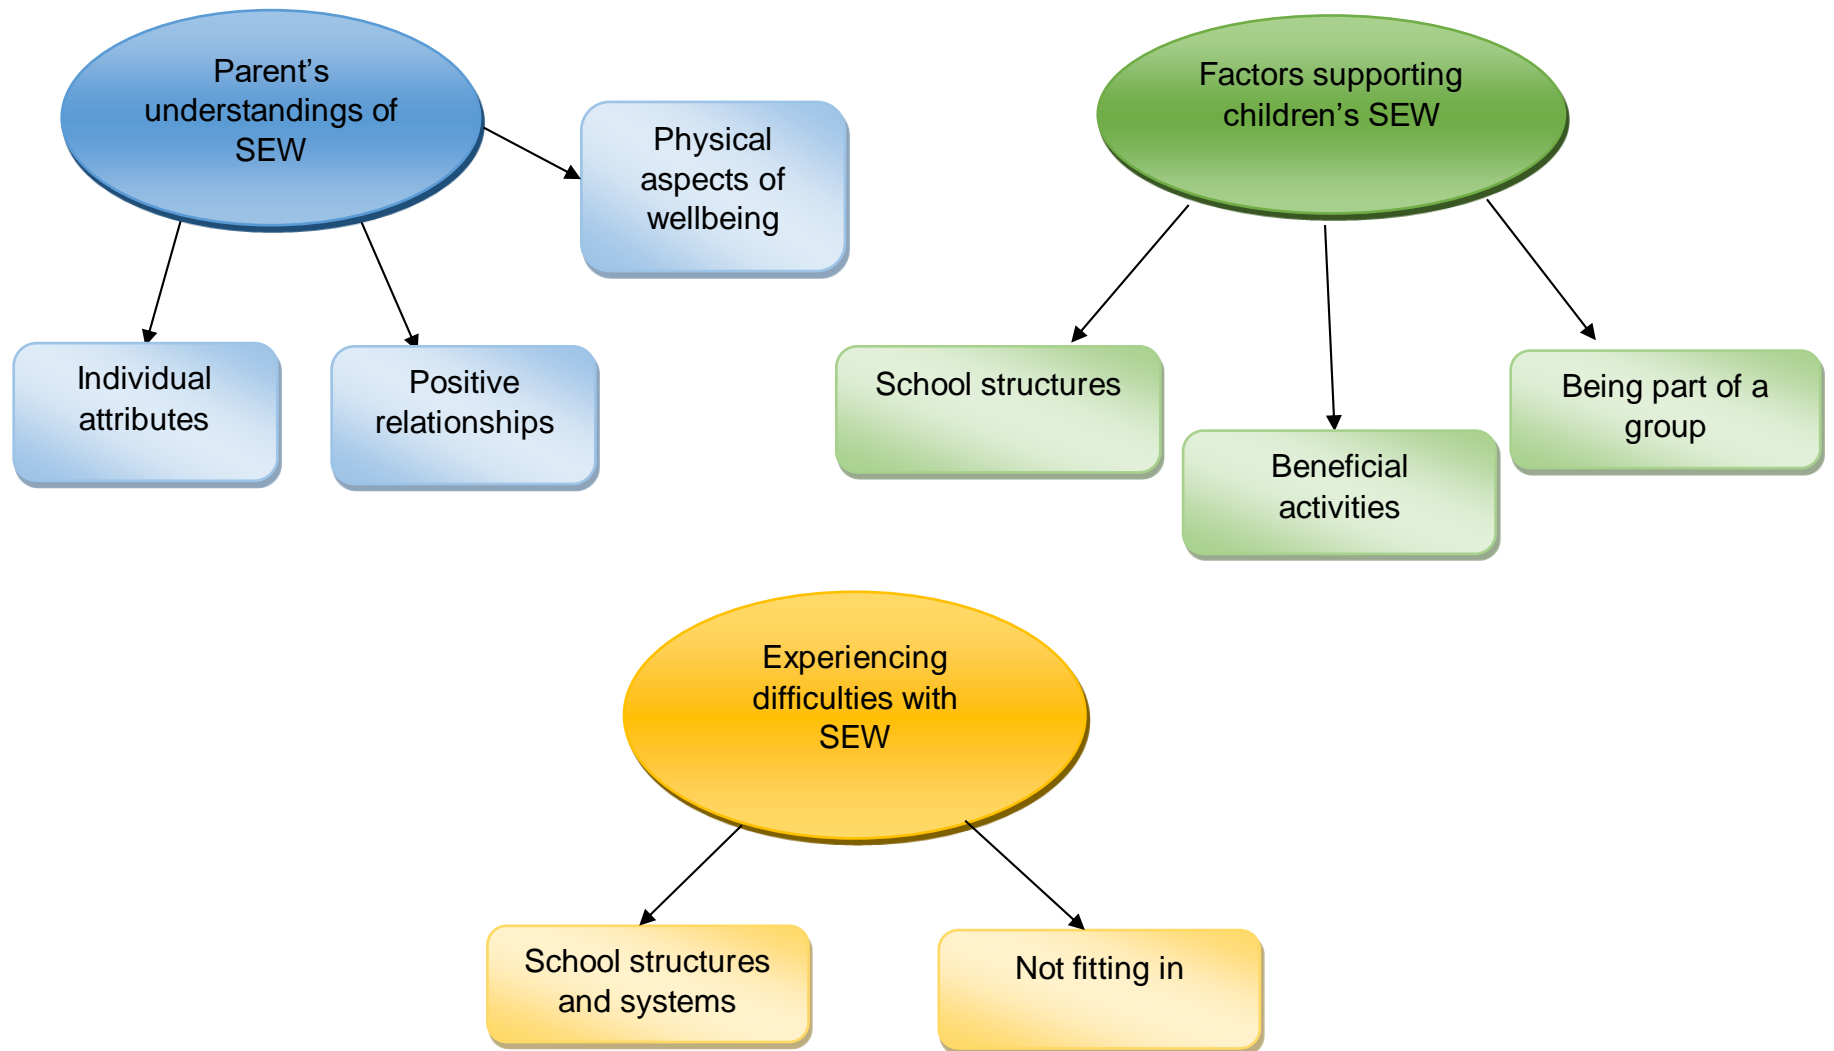 Parent’s
understandings of
SEW
Physical
aspects of
wellbeing
Individual
attributes
Positive
relationships
Factors supporting
children’s SEW
School structures
Beneficial
activities
Being part of a
group
Experiencing
difficulties with
SEW
School structures
and systems
Not fitting in